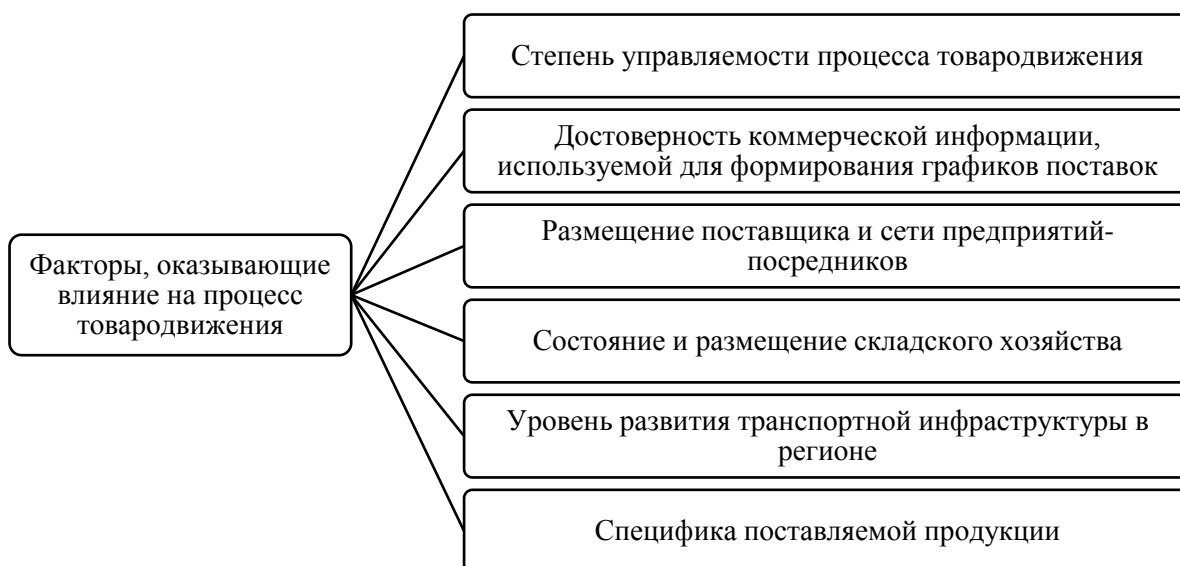 Факторы, оказывающие
влияние на процесс
товародвижения
Степень управляемости процесса товародвижения
Достоверность коммерческой информации,
используемой для формирования графиков поставок
Размещение поставщика и сети предприятий-
посредников
Состояние и размещение складского хозяйства
Уровень развития транспортной инфраструктуры в
регионе
Специфика поставляемой продукции